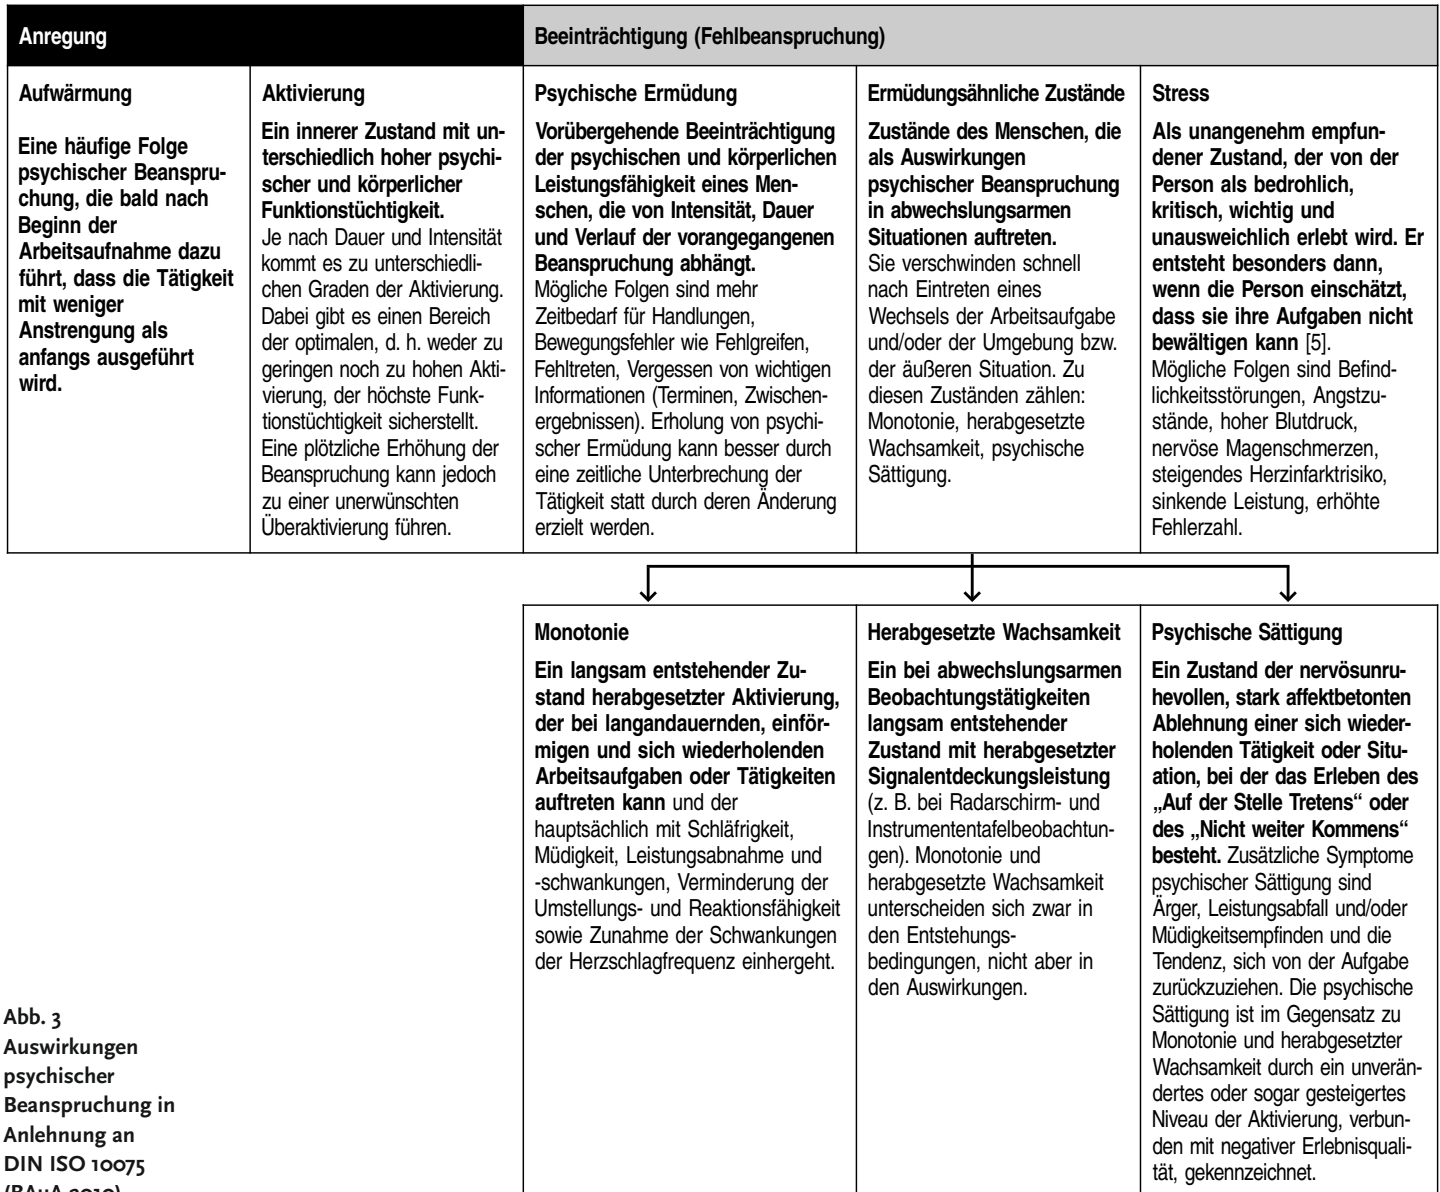 Anregung
Beeinträchtigung (Fehlbeanspruchung)
Aufwärmung
Eine häufige Folge
psychischer Beanspru-
chung, die bald nach
Beginn der
Arbeitsaufnahme dazu
führt, dass die Tätigkeit
mit weniger
Anstrengung als
anfangs ausgeführt
wird.
Aktivierung
Ein innerer Zustand mit un-
terschiedlich hoher psychi-
scher und körperlicher
Funktionstüchtigkeit.
Je nach Dauer und Intensität
kommt es zu unterschiedli-
chen Graden der Aktivierung.
Dabei gibt es einen Bereich
der optimalen, d. h. weder zu
geringen noch zu hohen Akti-
vierung, der höchste Funk-
tionstüchtigkeit sicherstellt.
Eine plötzliche Erhöhung der
Beanspruchung kann jedoch
zu einer unerwünschten
Überaktivierung führen.
Psychische Ermüdung
Vorübergehende Beeinträchtigung
der psychischen und körperlichen
Leistungsfähigkeit eines Men-
schen, die von Intensität, Dauer
und Verlauf der vorangegangenen
Beanspruchung abhängt.
Mögliche Folgen sind mehr
Zeitbedarf für Handlungen,
Bewegungsfehler wie Fehlgreifen,
Fehltreten, Vergessen von wichtigen
Informationen (Terminen, Zwischen-
ergebnissen). Erholung von psychi-
scher Ermüdung kann besser durch
eine zeitliche Unterbrechung der
Tätigkeit statt durch deren Änderung
erzielt werden.
Ermüdungsähnliche Zustände
Zustände des Menschen, die
als Auswirkungen
psychischer Beanspruchung
in abwechslungsarmen
Situationen auftreten.
Sie verschwinden schnell
nach Eintreten eines
Wechsels der Arbeitsaufgabe
und/oder der Umgebung bzw.
der äußeren Situation. Zu
diesen Zuständen zählen:
Monotonie, herabgesetzte
Wachsamkeit, psychische
Sättigung.
Stress
Als unangenehm empfun-
dener Zustand, der von der
Person als bedrohlich,
kritisch, wichtig und
unausweichlich erlebt wird. Er
entsteht besonders dann,
wenn die Person einschätzt,
dass sie ihre Aufgaben nicht
bewältigen kann [5].
Mögliche Folgen sind Befind-
lichkeitsstörungen, Angstzu-
stände, hoher Blutdruck,
nervöse Magenschmerzen,
steigendes Herzinfarktrisiko,
sinkende Leistung, erhöhte
Fehlerzahl.
Monotonie
Ein langsam entstehender Zu-
stand herabgesetzter Aktivierung,
der bei langandauernden, einför-
migen und sich wiederholenden
Arbeitsaufgaben oder Tätigkeiten
auftreten kann und der
hauptsächlich mit Schläfrigkeit,
Müdigkeit, Leistungsabnahme und
-schwankungen, Verminderung der
Umstellungs- und Reaktionsfähigkeit
sowie Zunahme der Schwankungen
der Herzschlagfrequenz einhergeht.
Herabgesetzte Wachsamkeit
Ein bei abwechslungsarmen
Beobachtungstätigkeiten
langsam entstehender
Zustand mit herabgesetzter
Signalentdeckungsleistung
(z. B. bei Radarschirm- und
Instrumententafelbeobachtun-
gen). Monotonie und
herabgesetzte Wachsamkeit
unterscheiden sich zwar in
den Entstehungs-
bedingungen, nicht aber in
den Auswirkungen.
Psychische Sättigung
Ein Zustand der nervösunru-
hevollen, stark affektbetonten
Ablehnung einer sich wieder-
holenden Tätigkeit oder Situ-
ation, bei der das Erleben des
„Auf der Stelle Tretens“ oder
des „Nicht weiter Kommens“
besteht. Zusätzliche Symptome
psychischer Sättigung sind
Ärger, Leistungsabfall und/oder
Müdigkeitsempfinden und die
Tendenz, sich von der Aufgabe
zurückzuziehen. Die psychische
Sättigung ist im Gegensatz zu
Monotonie und herabgesetzter
Wachsamkeit durch ein unverän-
dertes oder sogar gesteigertes
Niveau der Aktivierung, verbun-
den mit negativer Erlebnisquali-
tät, gekennzeichnet.
Abb. 3
Auswirkungen
psychischer
Beanspruchung in
Anlehnung an
DIN ISO 10075
(BAuA 2010)